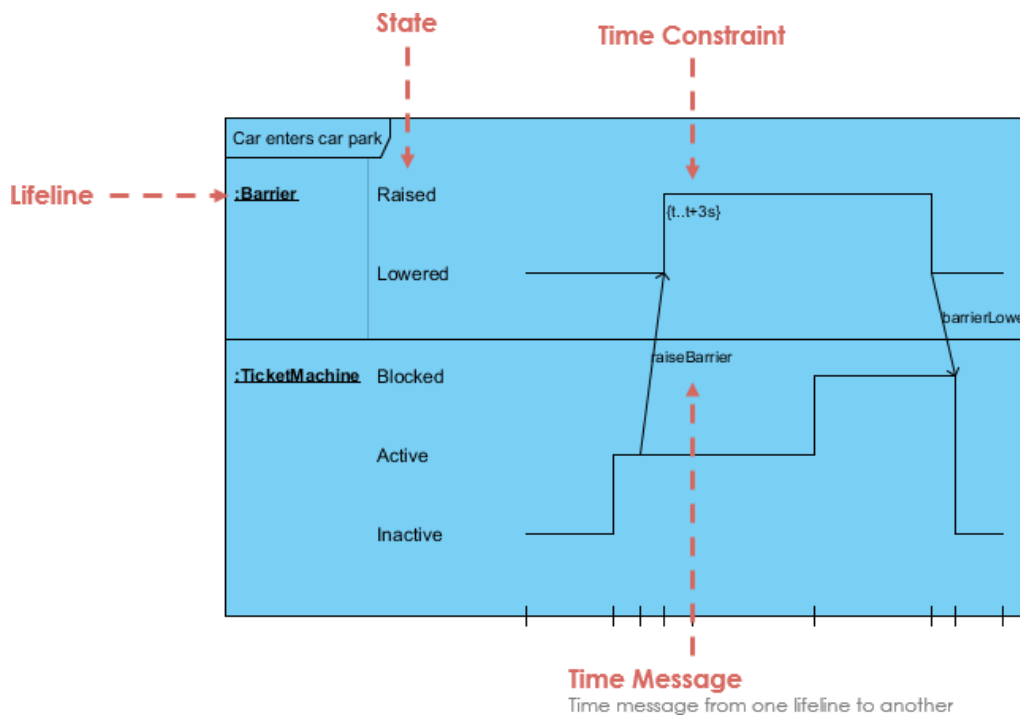 State
Time Constraint
Car enters car park
Lifeline
:Barrier
Raised
{t..t+3s}
Lowered
barrierLowe
raiseBarrier
:TicketMachine
Blocked
Active
Inactive
Time Message
Time message from one lifeline to another